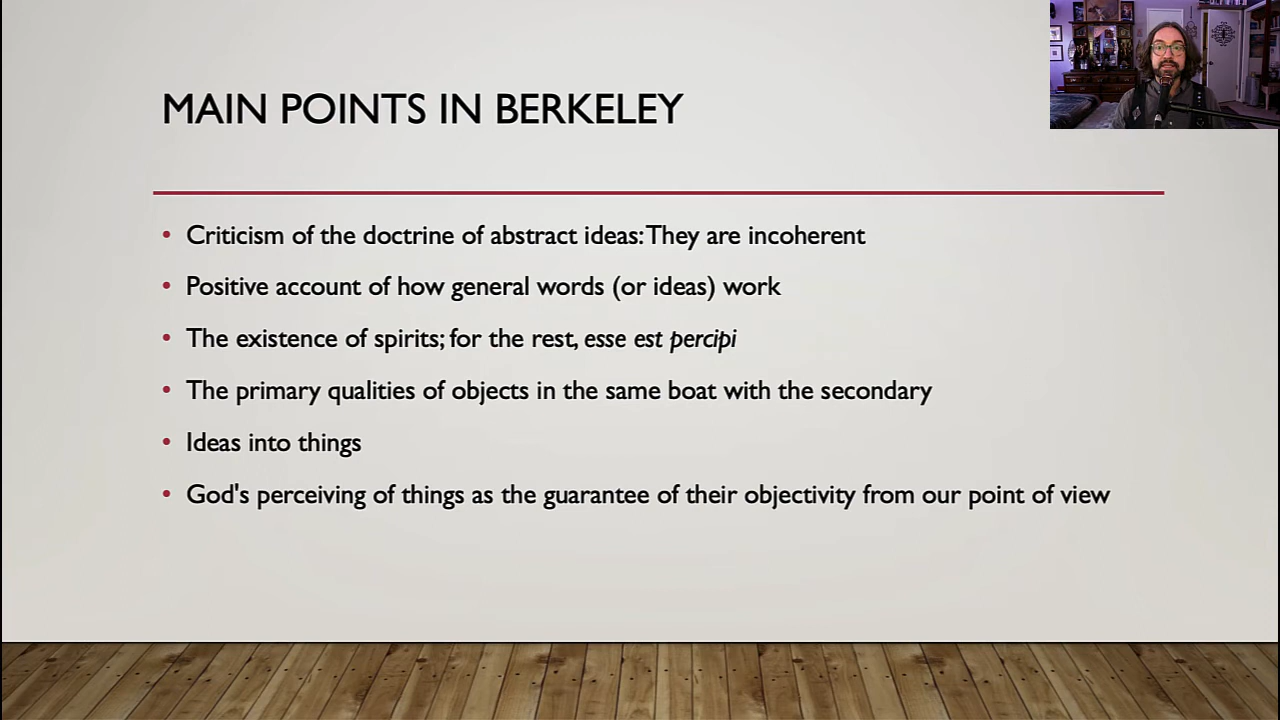 MAIN POINTS IN BERKELEY
• Criticism of the doctrine of abstract ideas: They are incoherent
• Positive account of how general words (or ideas) work
• The existence of spirits; for the rest, esse est percipi
• The primary qualities of objects in the same boat with the secondary
• Ideas into things
• God's perceiving of things as the guarantee of their objectivity from our point of view